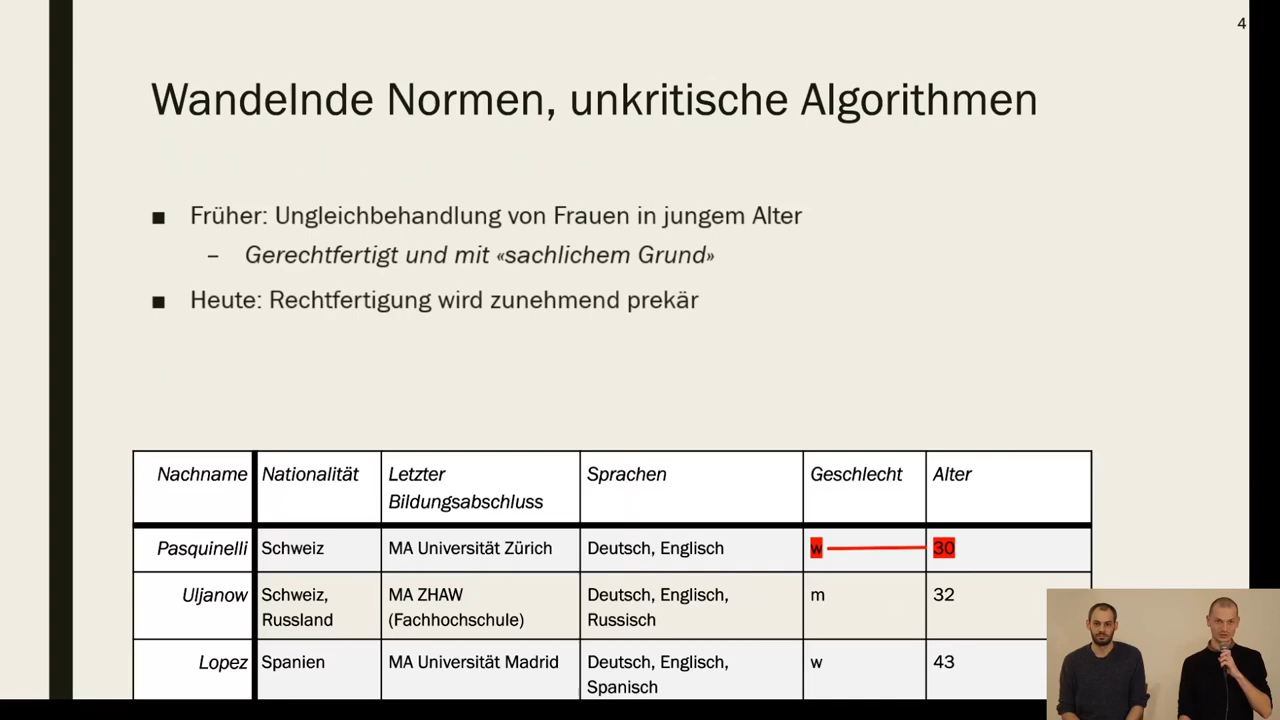 4
Wandelnde Normen, unkritische Algorithmen
■ Früher: Ungleichbehandlung von Frauen in jungem Alter
– Gerechtfertigt und mit «sachlichem Grund»
■ Heute: Rechtfertigung wird zunehmend prekär
Nachname Nationalität Letzter Bildungsabschluss Sprachen Geschlecht Alter
Pasquinelli Schweiz MA Universität Zürich Deutsch, Englisch w 30
Uljanow Schweiz, Russland MA ZHAW (Fachhochschule) Deutsch, Englisch, Russisch m 32
Lopez Spanien MA Universität Madrid Deutsch, Englisch, Spanisch w 43